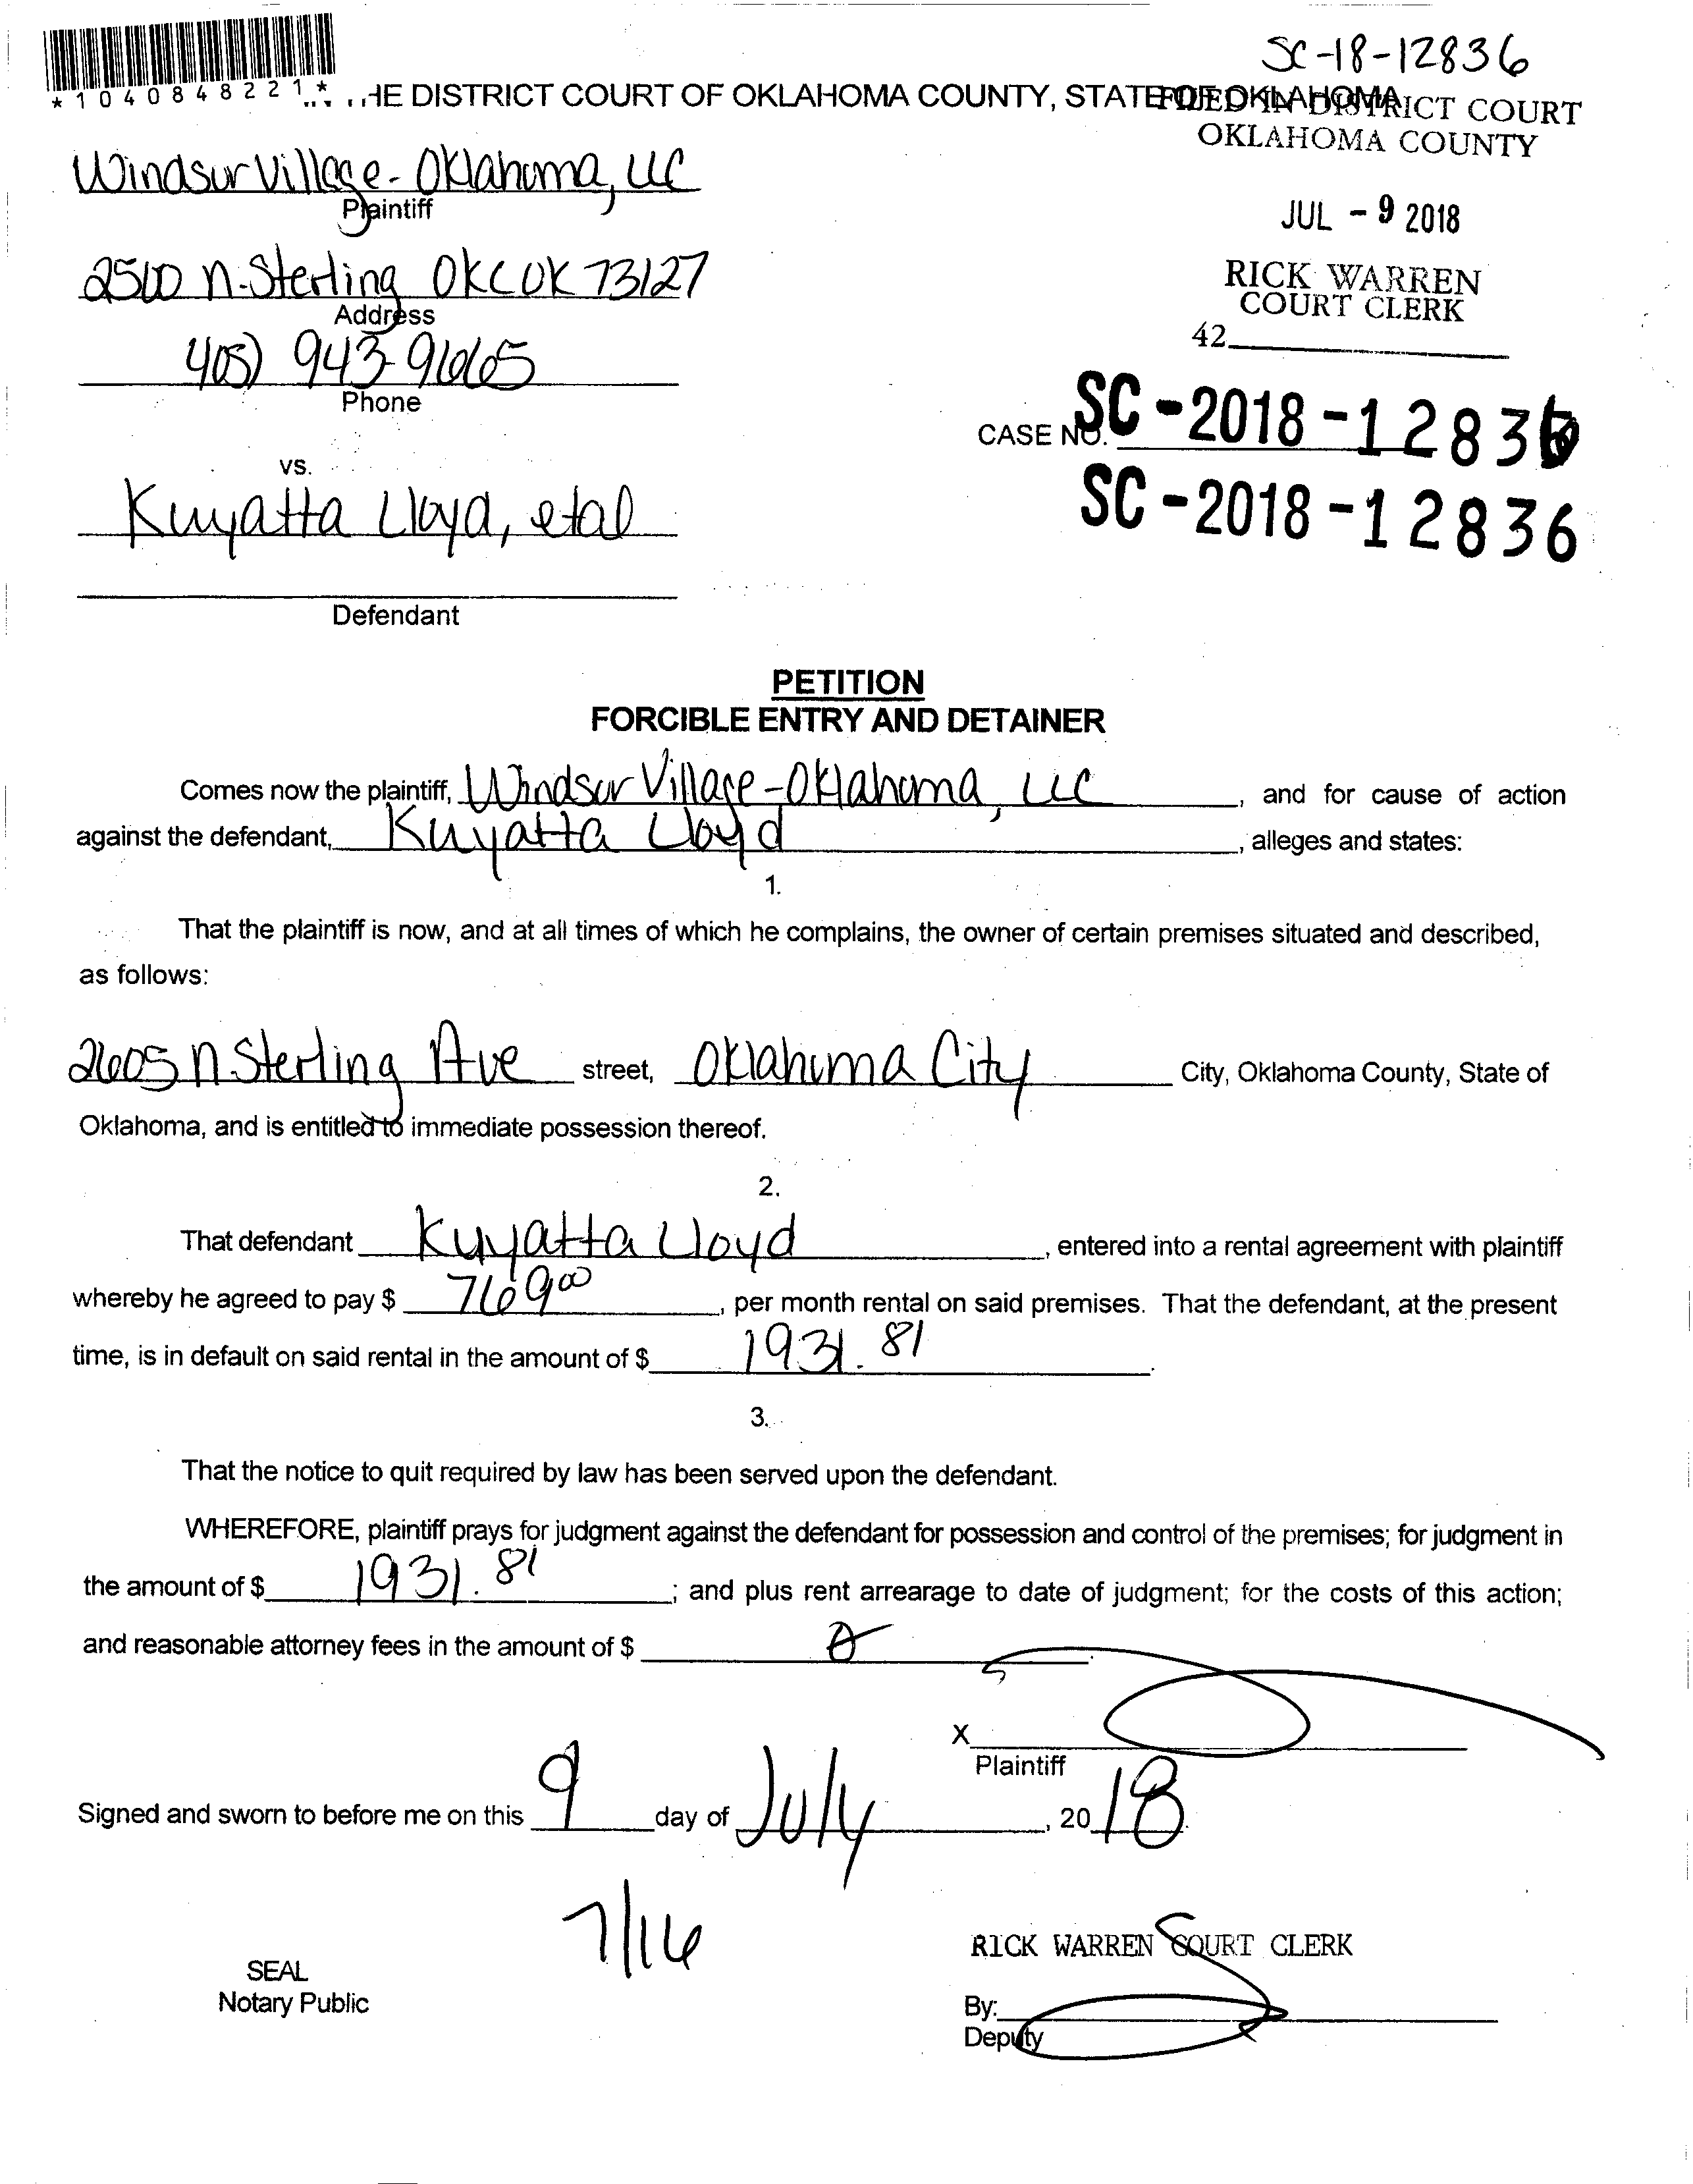 SC-18-12836
*1040848221*
HE DISTRICT COURT OF OKLAHOMA COUNTY, STATE OF OKLAHOMA
FILED IN DISTRICT COURT
OKLAHOMA COUNTY
JUL - 9 2018
RICK WARREN
COURT CLERK
42
Windsor Village - Oklahoma, LLC
Plaintiff
2500 N. Sterling OKC OK 73127
Address
405) 943-9665
Phone
CASE NO. SC-2018-12836
SC-2018-12836
vs.
Kuyatta Lloyd, etal
Defendant
PETITION
FORCIBLE ENTRY AND DETAINER
Comes now the plaintiff, Windsor Village - Oklahoma, LLC, and for cause of action
against the defendant, Kuyatta Lloyd, alleges and states:
1.
That the plaintiff is now, and at all times of which he complains, the owner of certain premises situated and described,
as follows:
2605 N Sterling Ave street, Oklahoma City City, Oklahoma County, State of
Oklahoma, and is entitled to immediate possession thereof.
2.
That defendant Kuyatta Lloyd, entered into a rental agreement with plaintiff
whereby he agreed to pay $ 769 00, per month rental on said premises. That the defendant, at the present
time, is in default on said rental in the amount of $ 1931.81.
3.
That the notice to quit required by law has been served upon the defendant.
WHEREFORE, plaintiff prays for judgment against the defendant for possession and control of the premises; for judgment in
the amount of $ 1931.81; and plus rent arrearage to date of judgment; for the costs of this action;
and reasonable attorney fees in the amount of $ 0.
X
Plaintiff
Signed and sworn to before me on this 9 day of July, 2018.
7/16
SEAL
Notary Public
RICK WARREN COURT CLERK
By:
Deputy